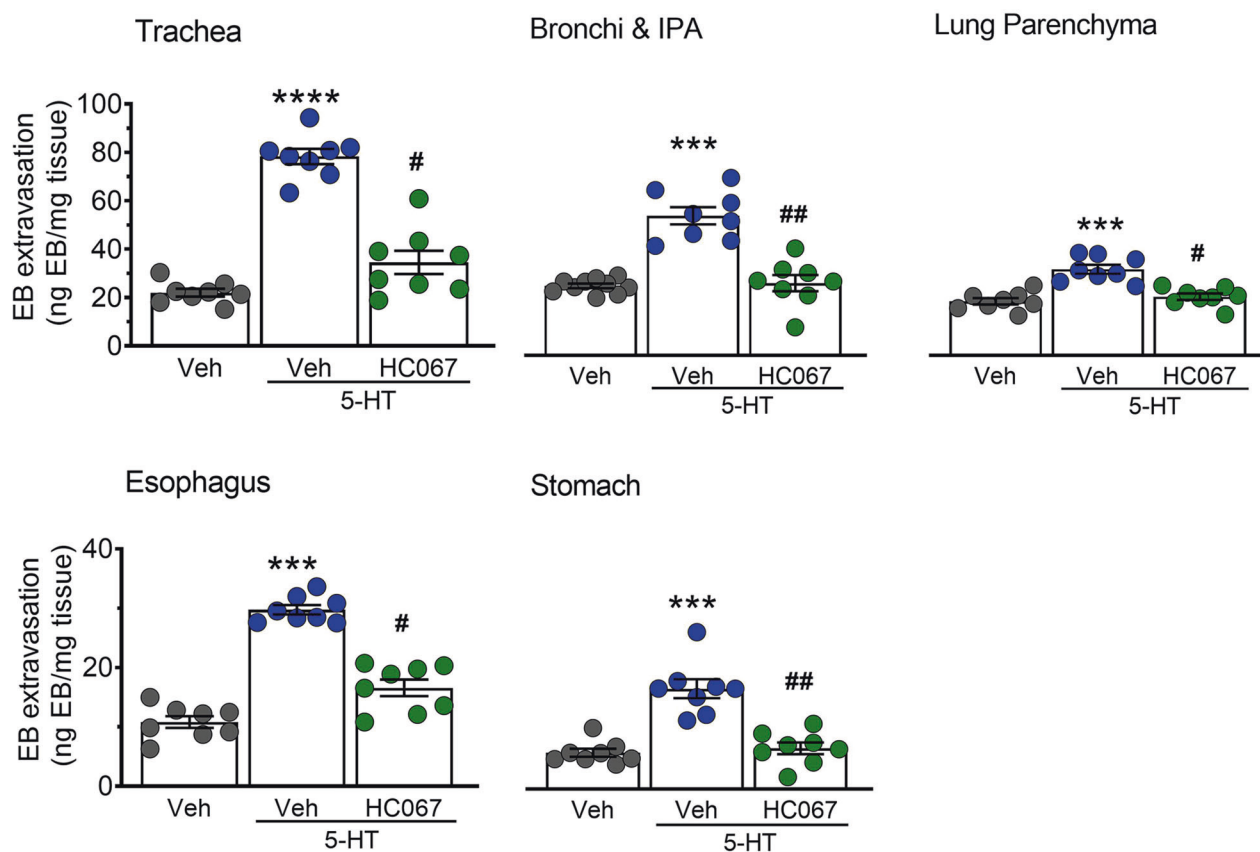 Trachea
Bronchi & IPA
Lung Parenchyma
EB extravasation
(ng EB/mg tissue)
100
80
60
40
20
0
****
#
***
##
***
#
Veh
Veh
HC067
5-HT
Veh
Veh
HC067
5-HT
Veh
Veh
HC067
5-HT
Esophagus
Stomach
EB extravasation
(ng EB/mg tissue)
40
20
0
***
#
***
##
Veh
Veh
HC067
5-HT
Veh
Veh
HC067
5-HT